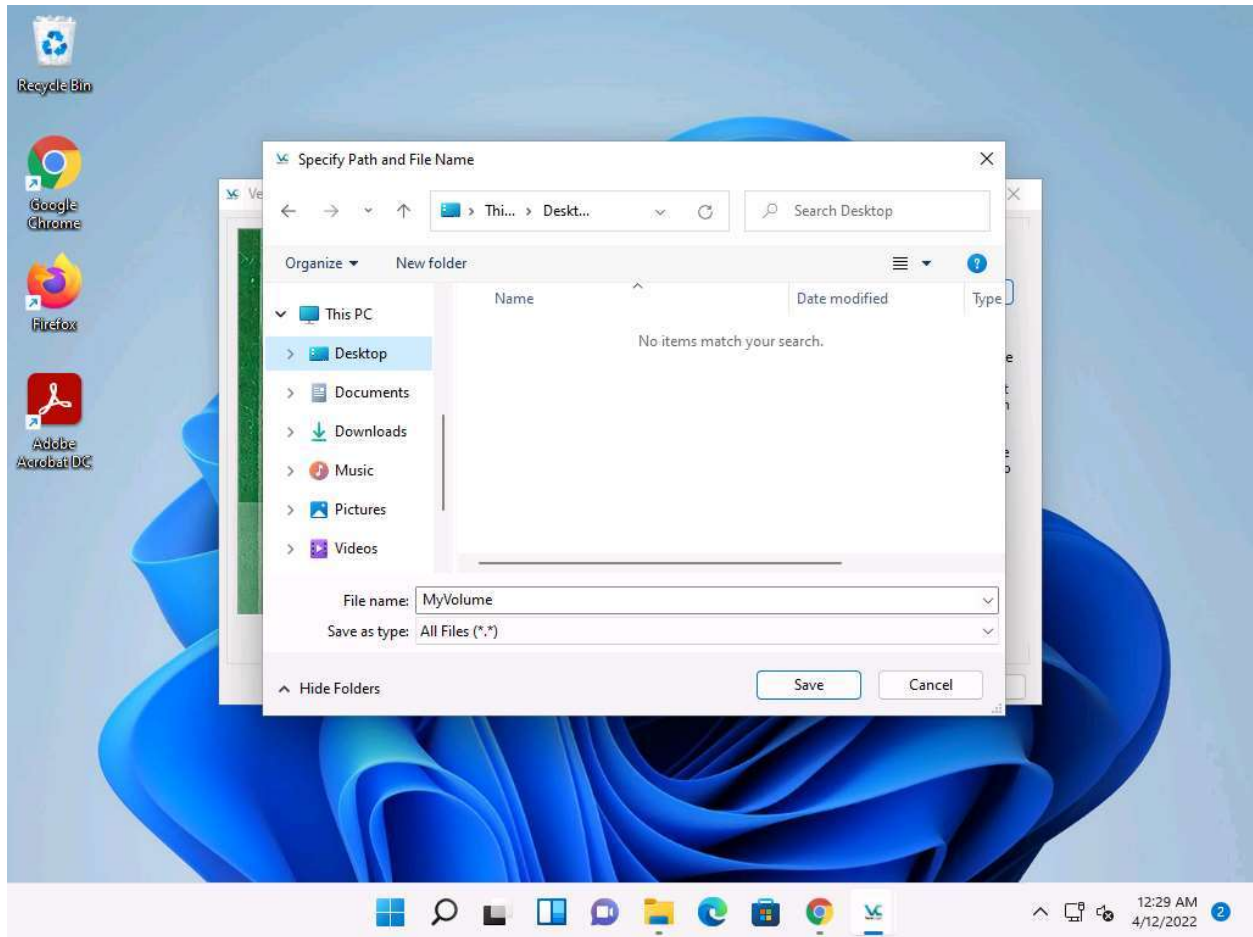 Recycle Bin
Google
Chrome
Firefox
Adobe
Acrobat DC
Ve
Specify Path and File Name
Thi... > Deskt...
Search Desktop
Organize
New folder
Name
Date modified
Type
No items match your search.
This PC
Desktop
Documents
Downloads
Music
Pictures
Videos
File name: MyVolume
Save as type: All Files (*.*)
Hide Folders
Save
Cancel
12:29 AM
4/12/2022
2